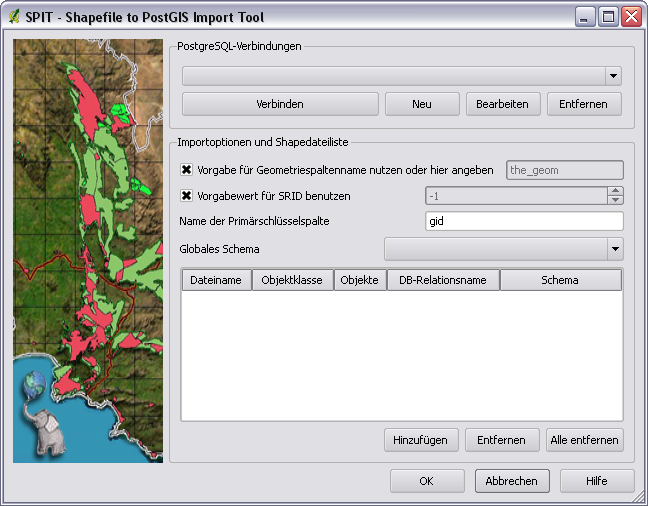 SPIT - Shapefile to PostGIS Import Tool
PostgreSQL-Verbindungen
Verbinden Neu Bearbeiten Entfernen
Importoptionen und Shapedateiliste
Vorgabe für Geometriespaltenname nutzen oder hier angeben the_geom
Vorgabewert für SRID benutzen -1
Name der Primärschlüsselspalte gid
Globales Schema
Dateiname Objektklasse Objekte DB-Relationsname Schema
Hinzufügen Entfernen Alle entfernen
OK Abbrechen Hilfe